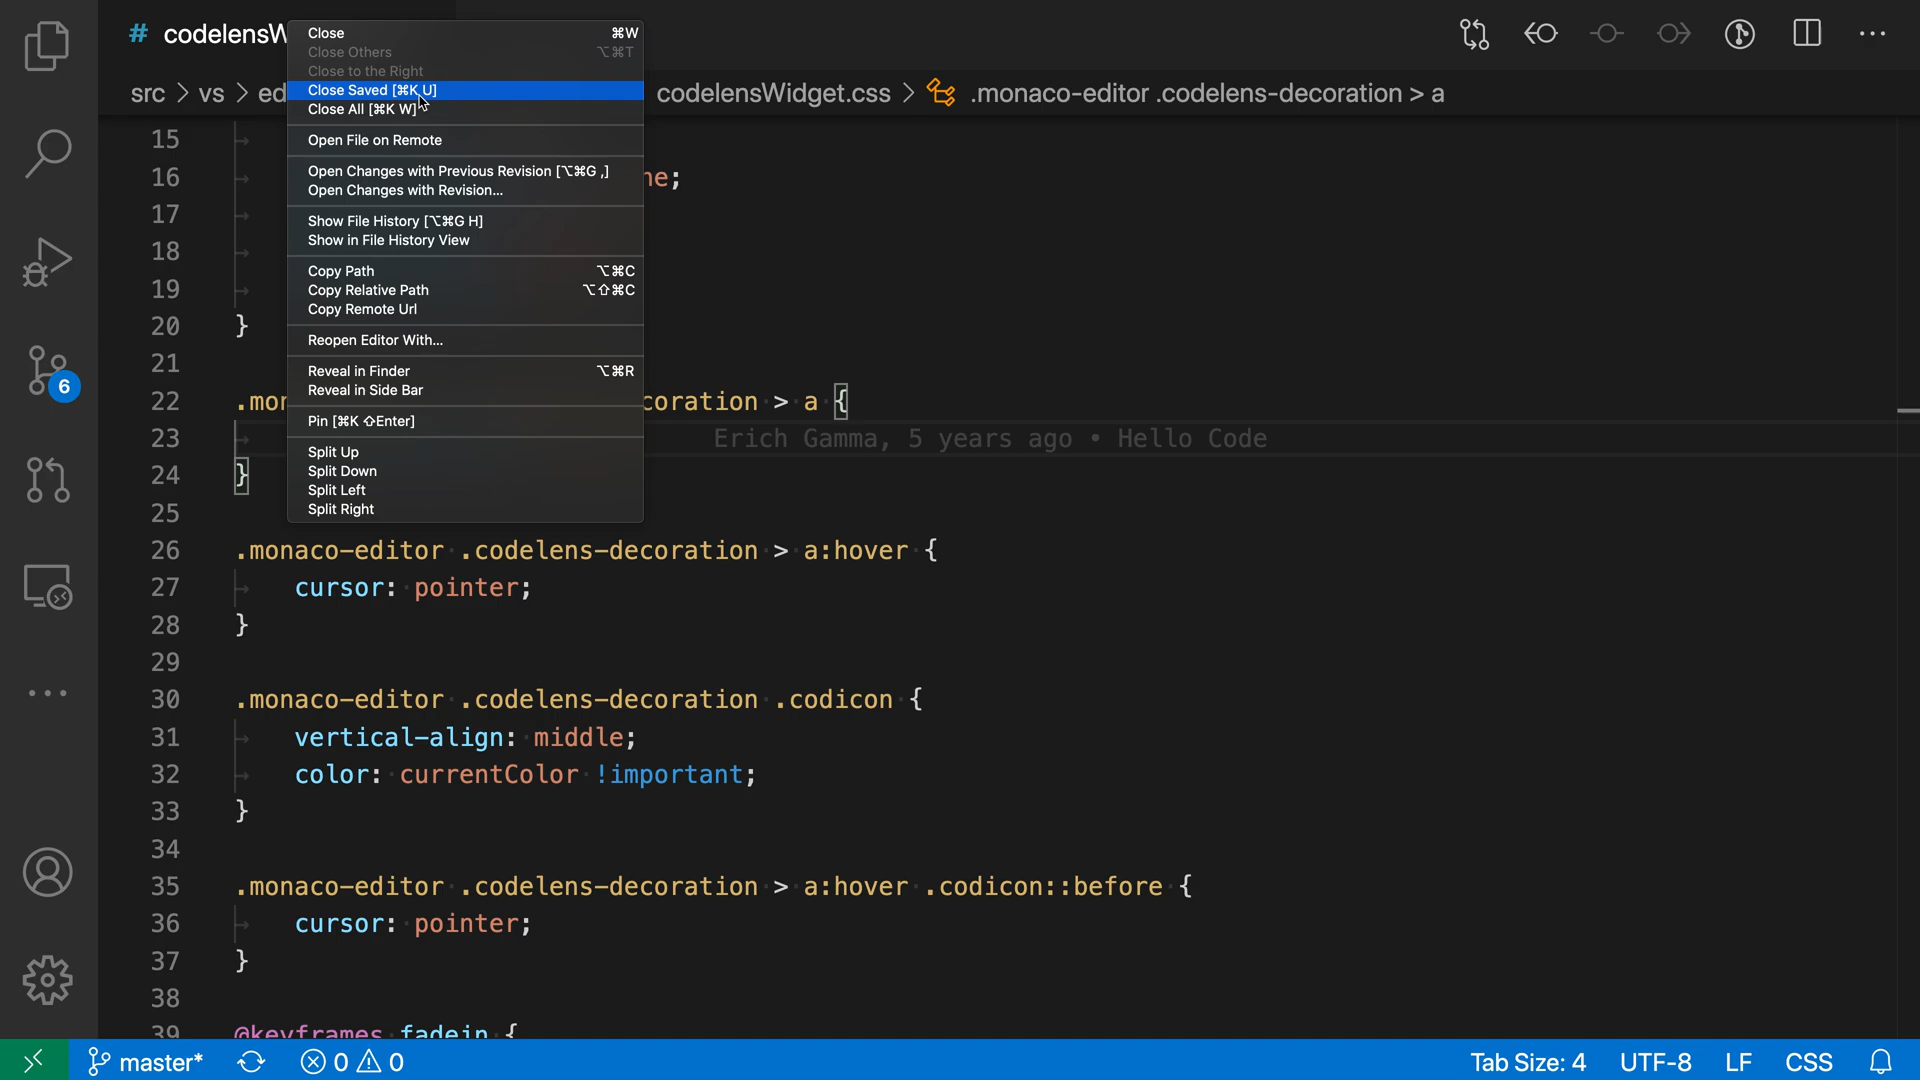 # codelensW
src > vs > ed
codelensWidget.css > .monaco-editor .codelens-decoration > a
Close ⌘W
Close Others ⌥⌘T
Close to the Right
Close Saved [⌘K U]
Close All [⌘K W]
Open File on Remote
Open Changes with Previous Revision [⌥⌘G ,]
Open Changes with Revision...
Show File History [⌥⌘G H]
Show in File History View
Copy Path ⌥⌘C
Copy Relative Path ⌥⇧⌘C
Copy Remote Url
Reopen Editor With...
Reveal in Finder ⌥⌘R
Reveal in Side Bar
Pin [⌘K ⇧Enter]
Split Up
Split Down
Split Left
Split Right
6
15
16 ne;
17
18
19
20 }
21
22 .mon coration > a {
23 Erich Gamma, 5 years ago • Hello Code
24 }
25
26 .monaco-editor .codelens-decoration > a:hover {
27 cursor: pointer;
28 }
29
30 .monaco-editor .codelens-decoration .codicon {
31 vertical-align: middle;
32 color: currentColor !important;
33 }
34
35 .monaco-editor .codelens-decoration > a:hover .codicon::before {
36 cursor: pointer;
37 }
38
39 @keyframes fadein {
master* 0 0 Tab Size: 4 UTF-8 LF CSS